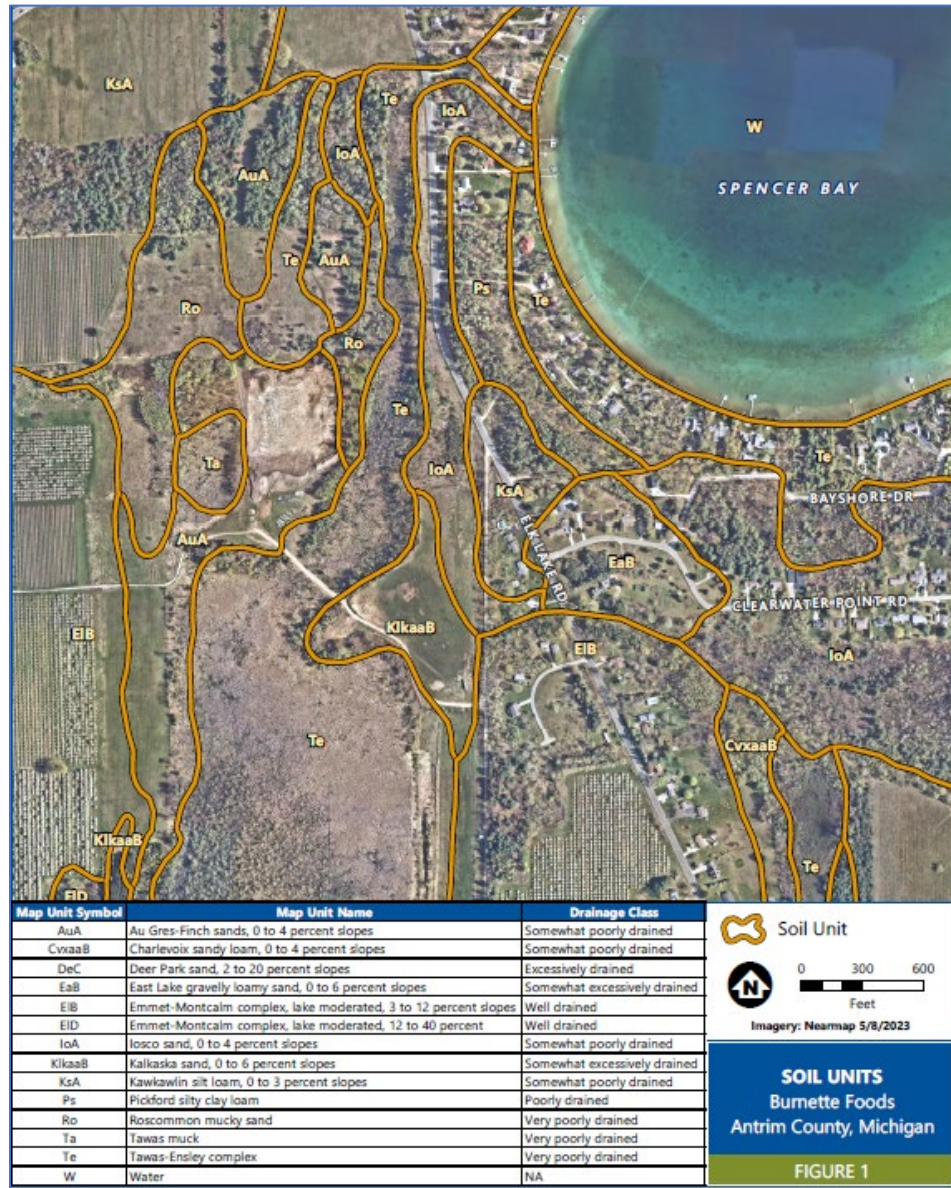 KsA
Te
IoA
W
IoA
AuA
SPENCER BAY
Te
AuA
Ps
Te
Ro
Ro
Te
Te
Ta
IoA
KsA
BAYSHORE DR
AuA
ELK LAKE RD
EaB
CLEARWATER POINT RD
ElB
KlkaaB
ElB
IoA
Te
CvxaaB
KlkaaB
Te
ElD
Map Unit Symbol Map Unit Name Drainage Class
AuA Au Gres-Finch sands, 0 to 4 percent slopes Somewhat poorly drained
CvxaaB Charlevoix sandy loam, 0 to 4 percent slopes Somewhat poorly drained
DeC Deer Park sand, 2 to 20 percent slopes Excessively drained
EaB East Lake gravelly loamy sand, 0 to 6 percent slopes Somewhat excessively drained
ElB Emmet-Montcalm complex, lake moderated, 3 to 12 percent slopes Well drained
ElD Emmet-Montcalm complex, lake moderated, 12 to 40 percent Well drained
IoA Iosco sand, 0 to 4 percent slopes Somewhat poorly drained
KlkaaB Kalkaska sand, 0 to 6 percent slopes Somewhat excessively drained
KsA Kawkawlin silt loam, 0 to 3 percent slopes Somewhat poorly drained
Ps Pickford silty clay loam Poorly drained
Ro Roscommon mucky sand Very poorly drained
Ta Tawas muck Very poorly drained
Te Tawas-Ensley complex Very poorly drained
W Water NA
Soil Unit
N
0 300 600
Feet
Imagery: Nearmap 5/8/2023
SOIL UNITS
Burnette Foods
Antrim County, Michigan
FIGURE 1